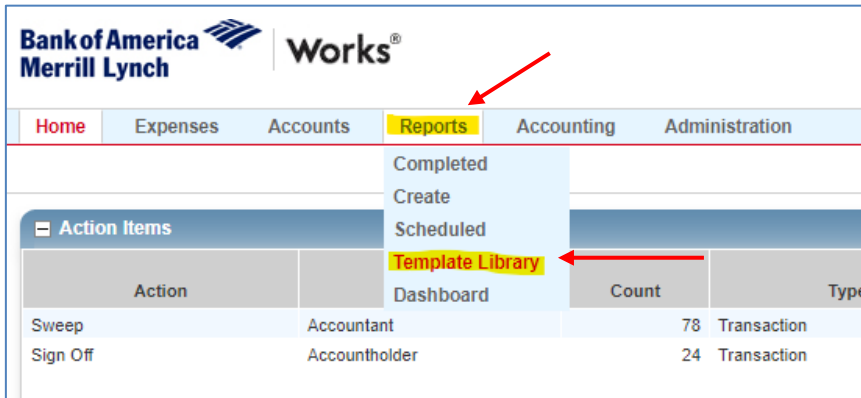 Bank of America
Merrill Lynch
Works®
Home Expenses Accounts Reports Accounting Administration
Completed
Create
Scheduled
Template Library
Dashboard
Action Items
Action Count Type
Sweep Accountant 78 Transaction
Sign Off Accountholder 24 Transaction